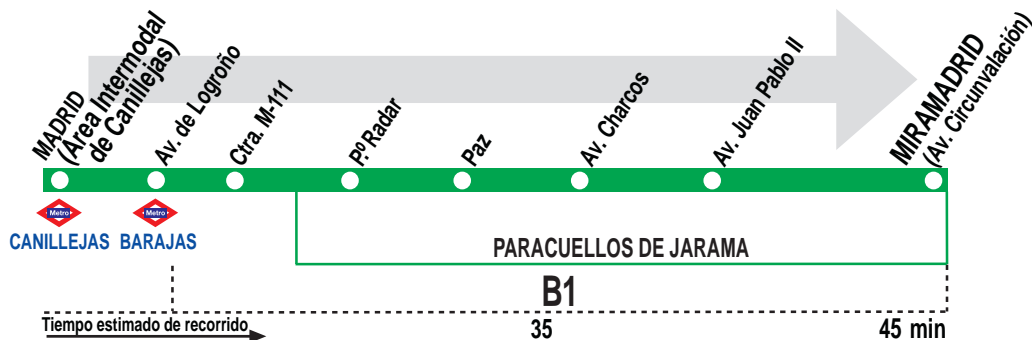 MADRID
(Área Intermodal
de Canillejas)
Av. de Logroño
Ctra. M-111
Pº Radar
Paz
Av. Charcos
Av. Juan Pablo II
MIRAMADRID
(Av. Circunvalación)
Metro
Metro
CANILLEJAS
BARAJAS
PARACUELLOS DE JARAMA
B1
Tiempo estimado de recorrido
35
45 min